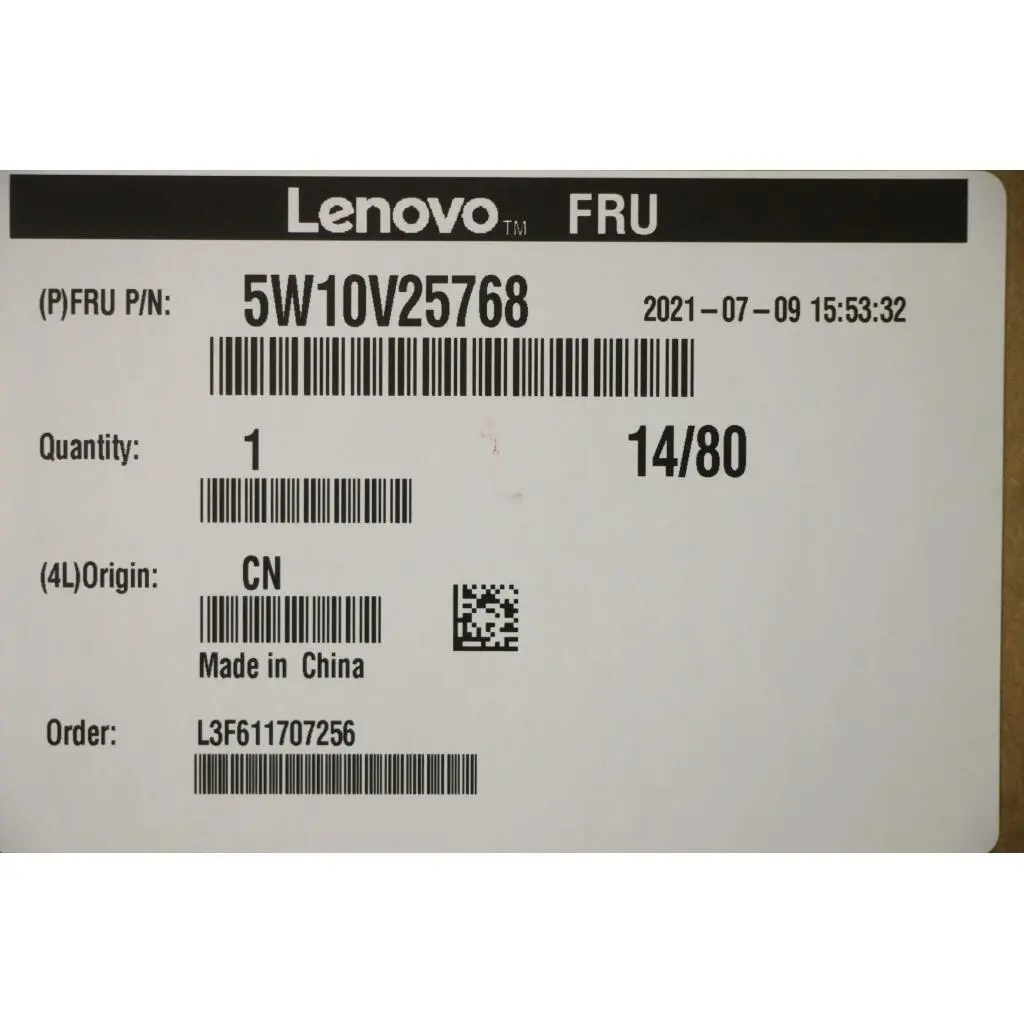 Lenovo™ FRU
(P)FRU P/N: 5W10V25768 2021-07-09 15:53:32
Quantity: 1 14/80
(4L)Origin: CN
Made in China
Order: L3F611707256